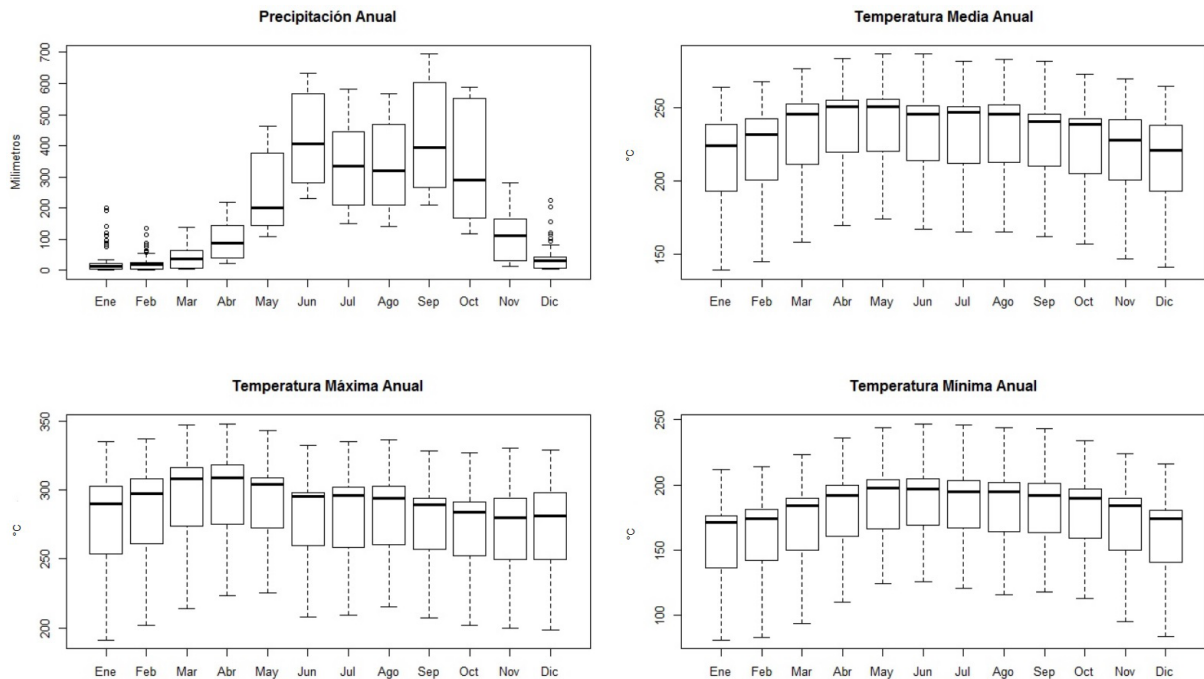 Precipitación Anual
Milimetros
700
600
500
400
300
200
100
0
Ene Feb Mar Abr May Jun Jul Ago Sep Oct Nov Dic
Temperatura Media Anual
°C
250
200
150
Ene Feb Mar Abr May Jun Jul Ago Sep Oct Nov Dic
Temperatura Máxima Anual
°C
350
300
250
200
Ene Feb Mar Abr May Jun Jul Ago Sep Oct Nov Dic
Temperatura Mínima Anual
°C
250
200
150
100
Ene Feb Mar Abr May Jun Jul Ago Sep Oct Nov Dic